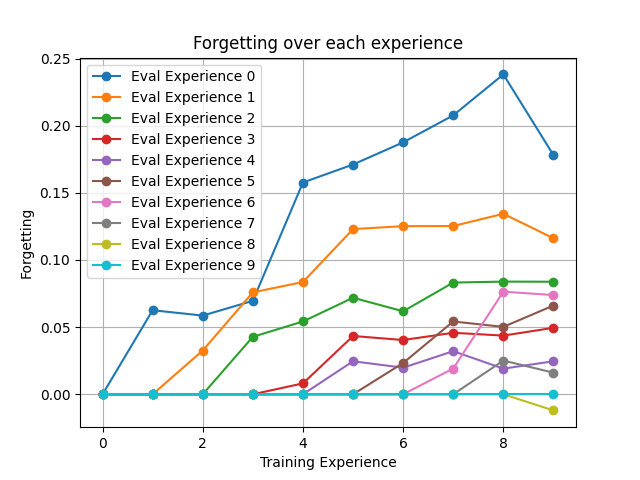 Forgetting over each experience
0.25
0.20
0.15
0.10
0.05
0.00
Forgetting
Eval Experience 0
Eval Experience 1
Eval Experience 2
Eval Experience 3
Eval Experience 4
Eval Experience 5
Eval Experience 6
Eval Experience 7
Eval Experience 8
Eval Experience 9
0 2 4 6 8
Training Experience